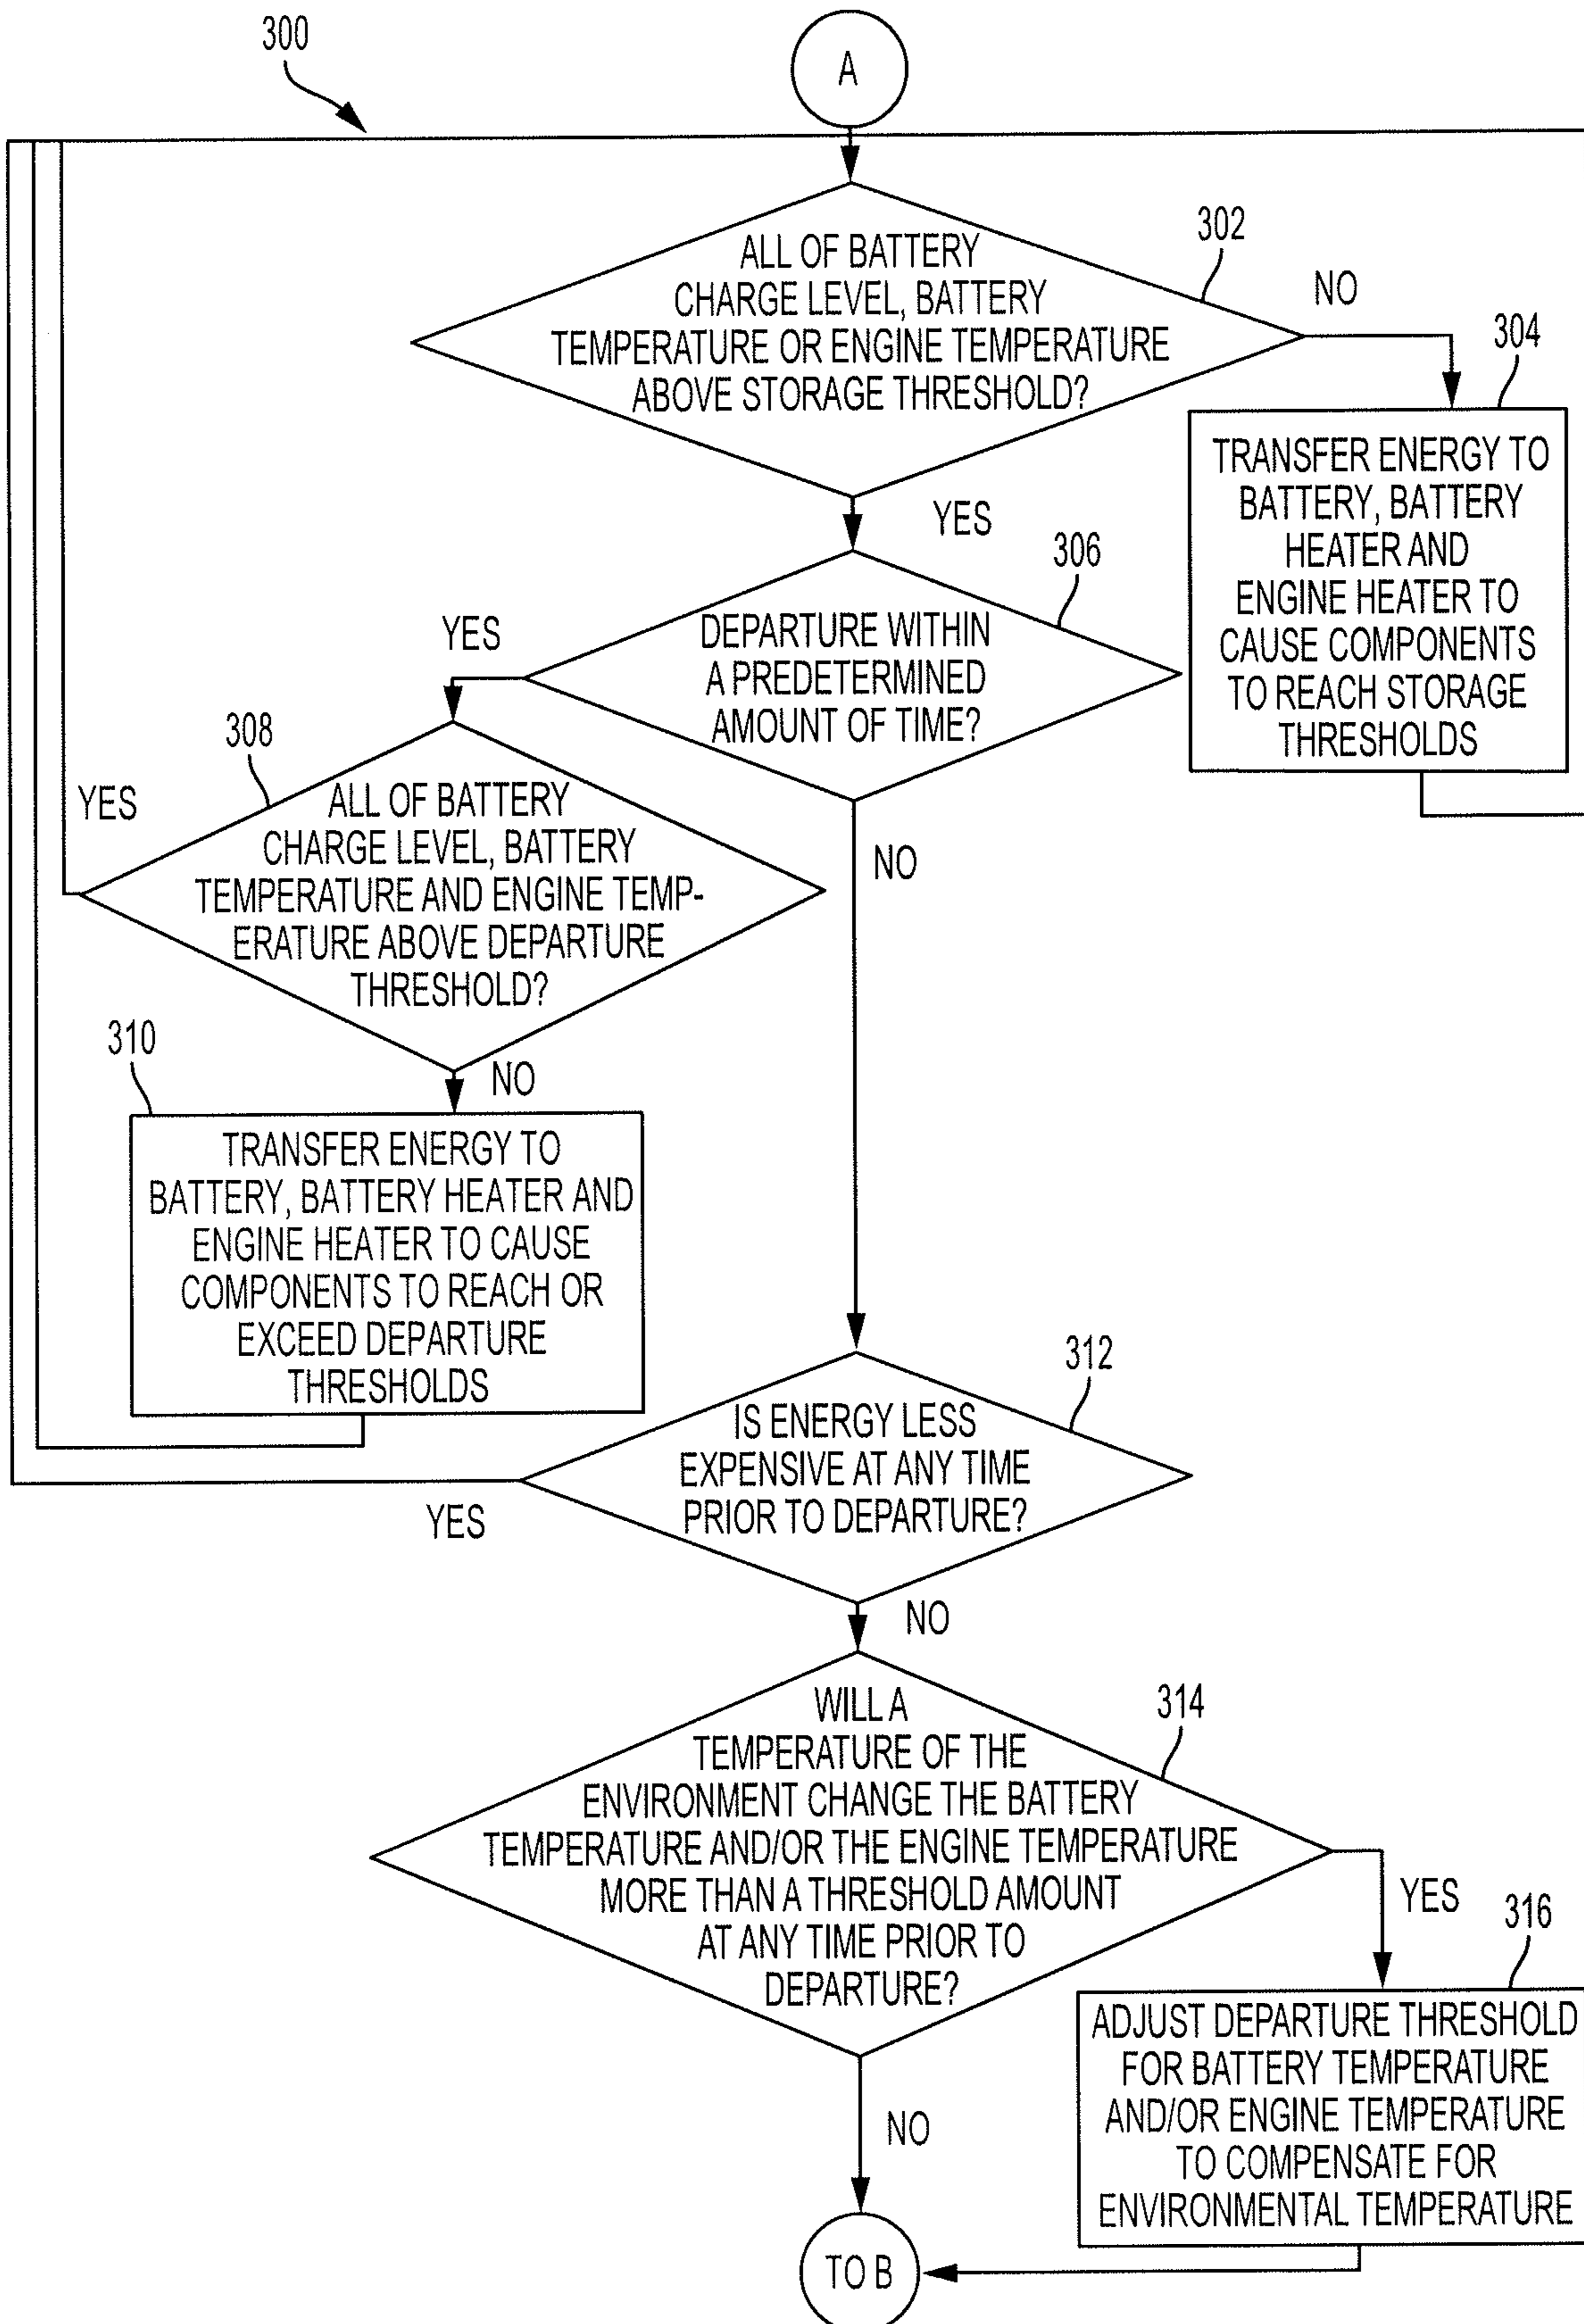 300
A
302
ALL OF BATTERY
CHARGE LEVEL, BATTERY
TEMPERATURE OR ENGINE TEMPERATURE
ABOVE STORAGE THRESHOLD?
NO
304
TRANSFER ENERGY TO
BATTERY, BATTERY
HEATER AND
ENGINE HEATER TO
CAUSE COMPONENTS
TO REACH STORAGE
THRESHOLDS
YES
306
DEPARTURE WITHIN
A PREDETERMINED
AMOUNT OF TIME?
YES
308
YES
ALL OF BATTERY
CHARGE LEVEL, BATTERY
TEMPERATURE AND ENGINE TEMP-
ERATURE ABOVE DEPARTURE
THRESHOLD?
NO
310
NO
TRANSFER ENERGY TO
BATTERY, BATTERY HEATER AND
ENGINE HEATER TO CAUSE
COMPONENTS TO REACH OR
EXCEED DEPARTURE
THRESHOLDS
312
IS ENERGY LESS
EXPENSIVE AT ANY TIME
PRIOR TO DEPARTURE?
YES
NO
314
WILL A
TEMPERATURE OF THE
ENVIRONMENT CHANGE THE BATTERY
TEMPERATURE AND/OR THE ENGINE TEMPERATURE
MORE THAN A THRESHOLD AMOUNT
AT ANY TIME PRIOR TO
DEPARTURE?
YES
316
ADJUST DEPARTURE THRESHOLD
FOR BATTERY TEMPERATURE
AND/OR ENGINE TEMPERATURE
TO COMPENSATE FOR
ENVIRONMENTAL TEMPERATURE
NO
TO B